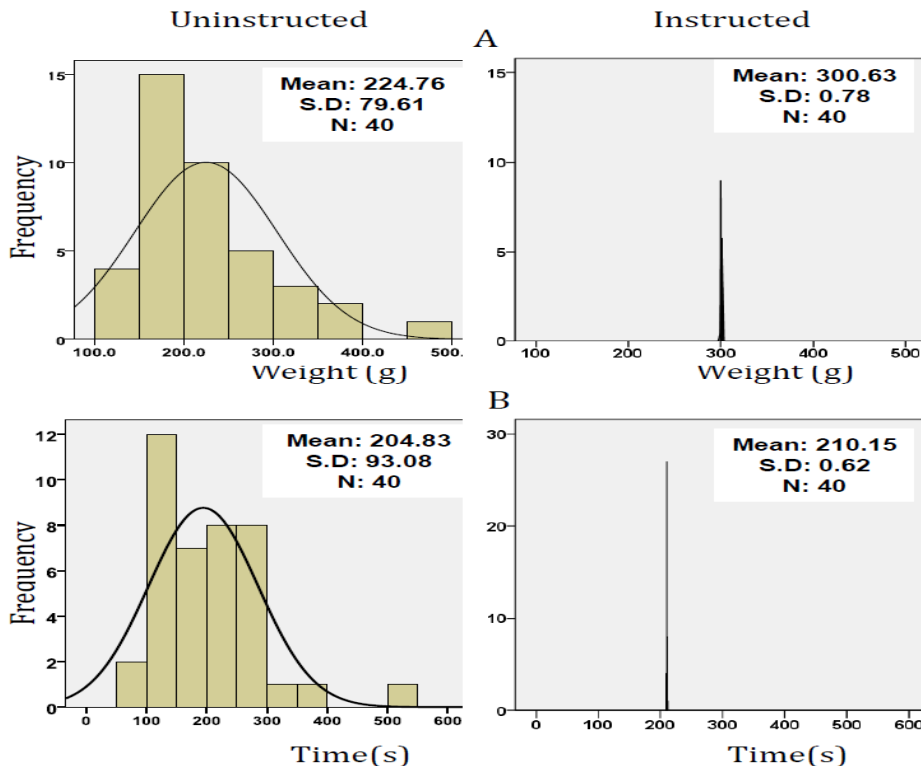 Uninstructed
Instructed
A
Mean: 224.76
S.D: 79.61
N: 40
Frequency
15
10
5
0
100.0 200.0 300.0 400.0 500.
Weight (g)
Mean: 300.63
S.D: 0.78
N: 40
15
10
5
0
100 200 300 400 500
Weight (g)
B
Mean: 204.83
S.D: 93.08
N: 40
Frequency
12
10
8
6
4
2
0
0 100 200 300 400 500 600
Time(s)
Mean: 210.15
S.D: 0.62
N: 40
30
20
10
0
0 100 200 300 400 500 600
Time(s)